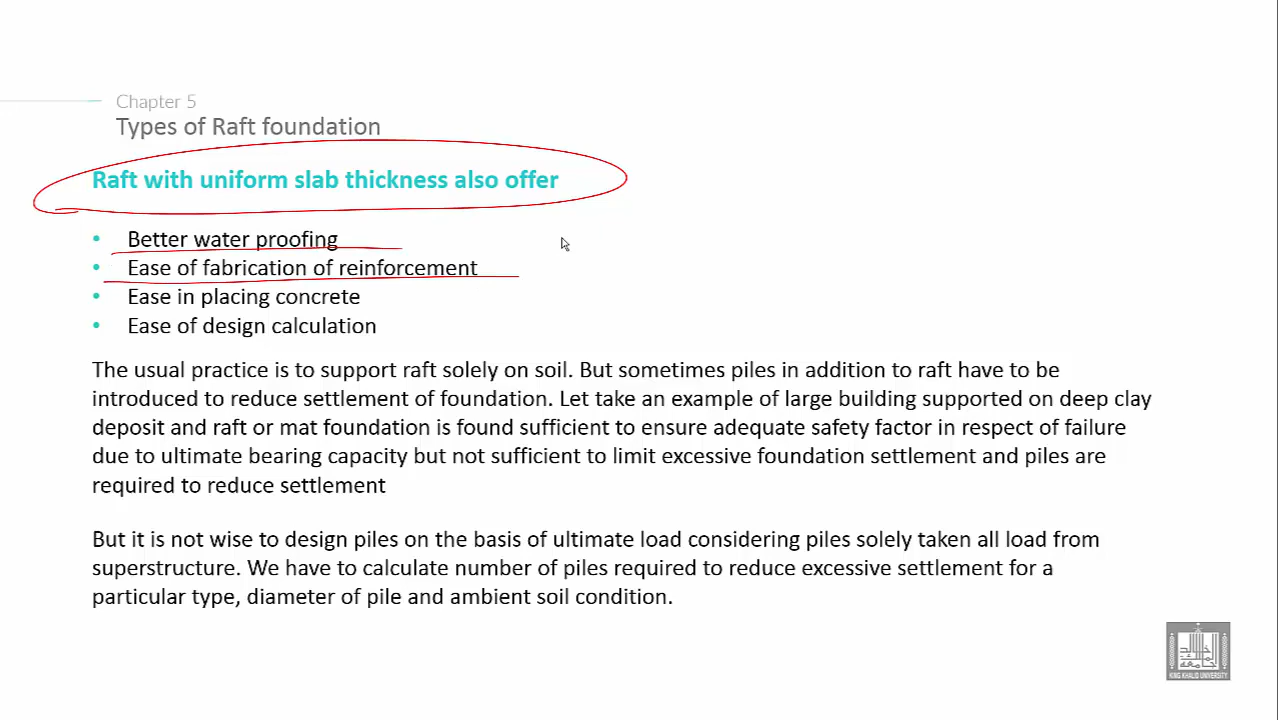 Chapter 5
Types of Raft foundation
Raft with uniform slab thickness also offer
• Better water proofing
• Ease of fabrication of reinforcement
• Ease in placing concrete
• Ease of design calculation
The usual practice is to support raft solely on soil. But sometimes piles in addition to raft have to be
introduced to reduce settlement of foundation. Let take an example of large building supported on deep clay
deposit and raft or mat foundation is found sufficient to ensure adequate safety factor in respect of failure
due to ultimate bearing capacity but not sufficient to limit excessive foundation settlement and piles are
required to reduce settlement
But it is not wise to design piles on the basis of ultimate load considering piles solely taken all load from
superstructure. We have to calculate number of piles required to reduce excessive settlement for a
particular type, diameter of pile and ambient soil condition.
KING KHALID UNIVERSITY